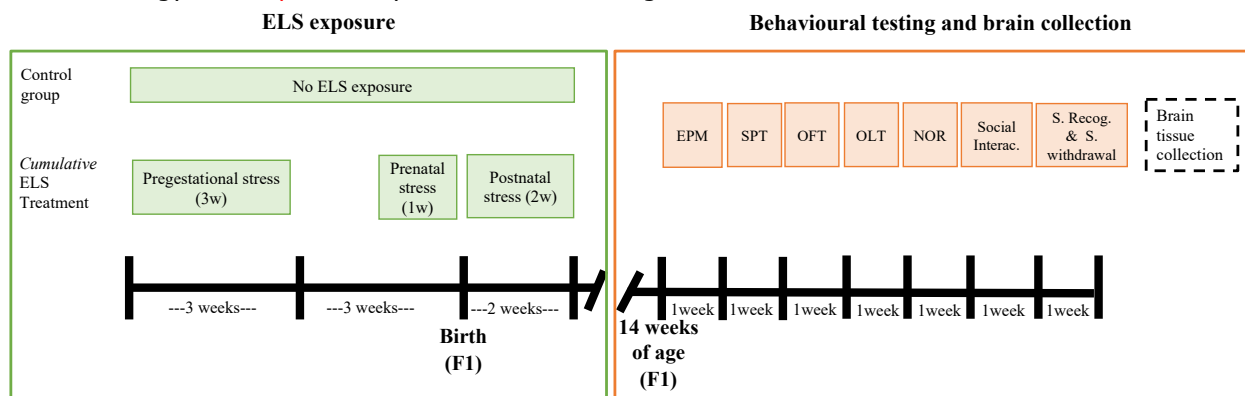 ELS exposure
Behavioural testing and brain collection
Control
group
No ELS exposure
Cumulative
ELS
Treatment
Pregestational stress
(3w)
Prenatal
stress
(1w)
Postnatal
stress (2w)
EPM
SPT
OFT
OLT
NOR
Social
Interac.
S. Recog.
& S.
withdrawal
Brain
tissue
collection
---3 weeks---
---3 weeks---
---2 weeks---
Birth
(F1)
14 weeks
of age
(F1)
1week
1week
1week
1week
1week
1week
1week